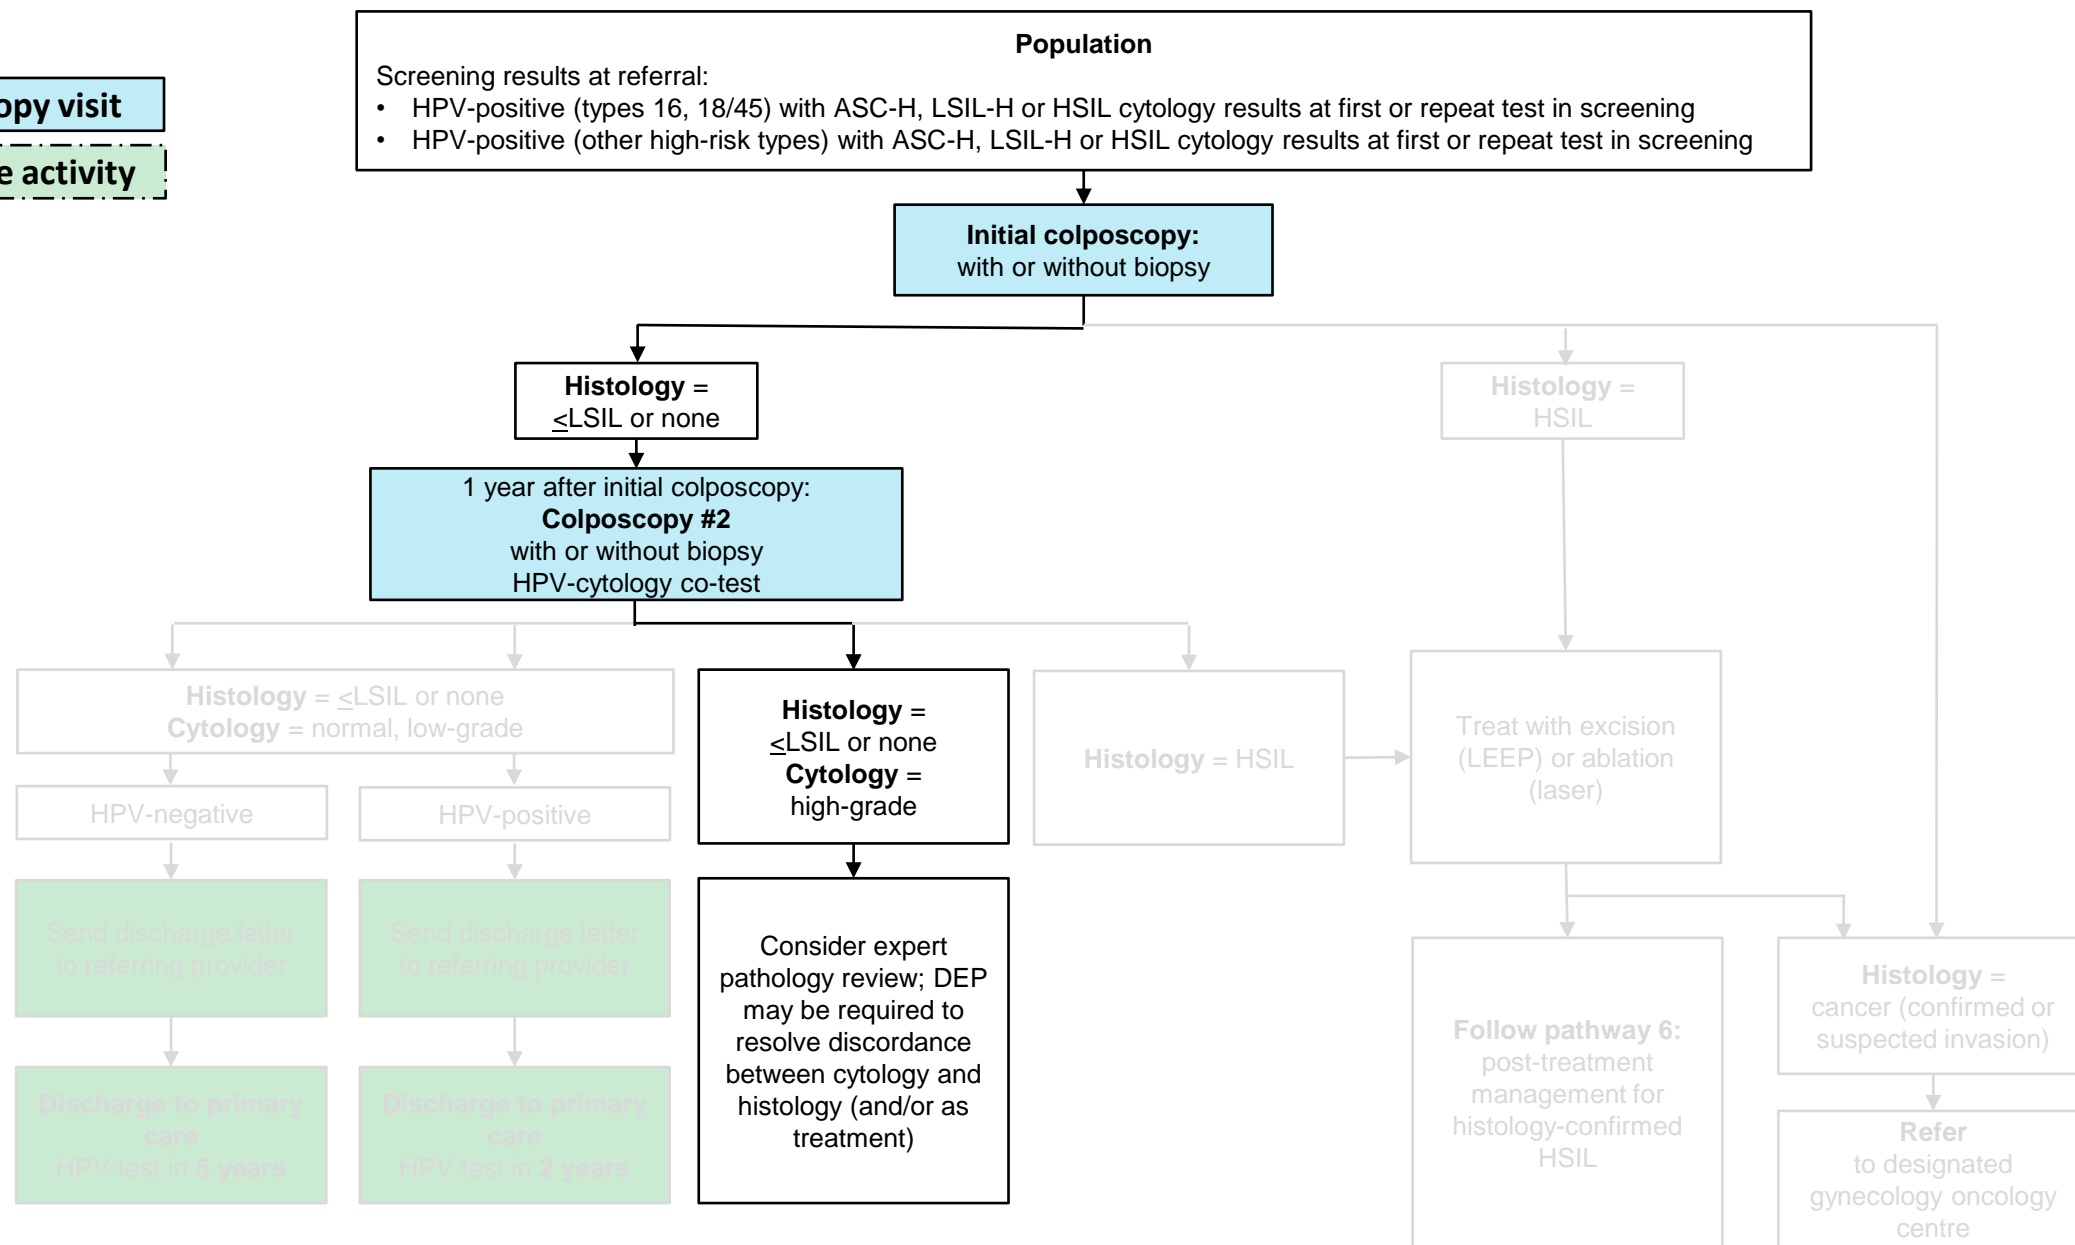 Population
Screening results at referral:
• HPV-positive (types 16, 18/45) with ASC-H, LSIL-H or HSIL cytology results at first or repeat test in screening
• HPV-positive (other high-risk types) with ASC-H, LSIL-H or HSIL cytology results at first or repeat test in screening
opy visit
e activity
Initial colposcopy:
with or without biopsy
Histology =
<LSIL or none
Histology =
HSIL
1 year after initial colposcopy:
Colposcopy #2
with or without biopsy
HPV-cytology co-test
Histology = <LSIL or none
Cytology = normal, low-grade
HPV-negative
HPV-positive
Send discharge letter
to referring provider
Send discharge letter
to referring provider
Discharge to primary
care
HPV test in 5 years
Discharge to primary
care
HPV test in 2 years
Histology =
<LSIL or none
Cytology =
high-grade
Consider expert
pathology review; DEP
may be required to
resolve discordance
between cytology and
histology (and/or as
treatment)
Histology = HSIL
Treat with excision
(LEEP) or ablation
(laser)
Follow pathway 6:
post-treatment
management for
histology-confirmed
HSIL
Histology =
cancer (confirmed or
suspected invasion)
Refer
to designated
gynecology oncology
centre